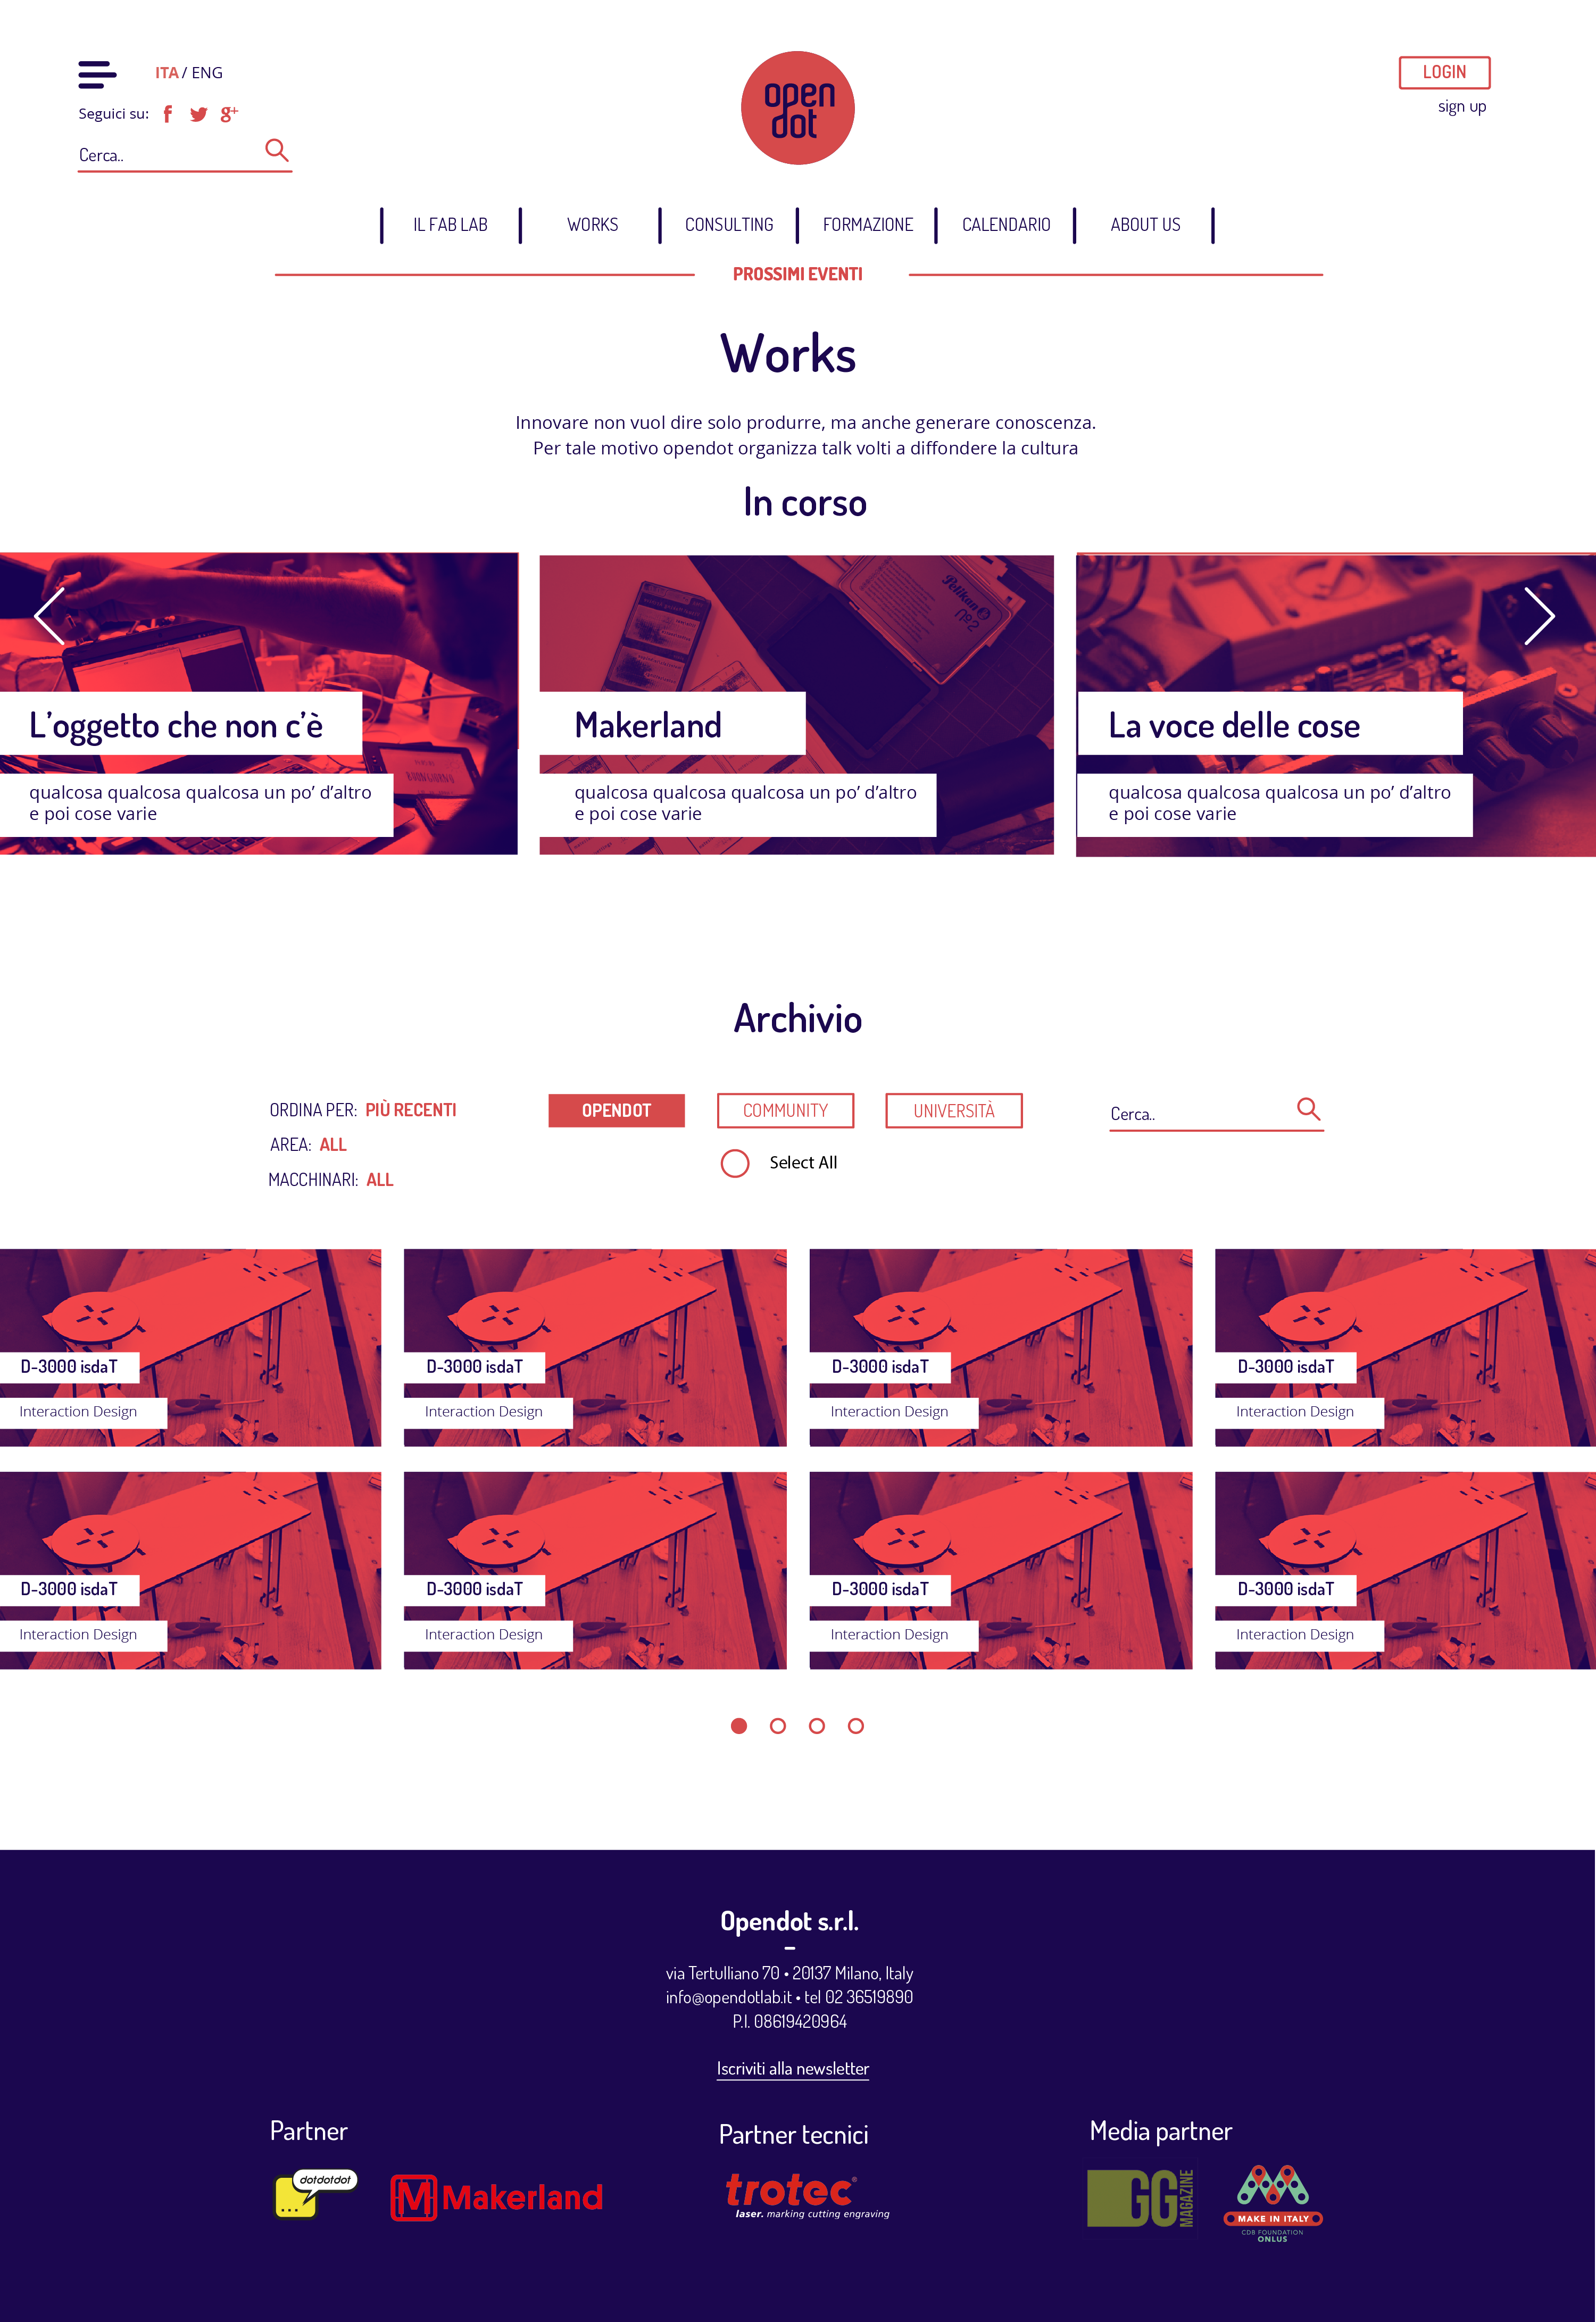 ITA / ENG
LOGIN
sign up
Seguici su:
Cerca..
open
dot
IL FAB LAB
WORKS
CONSULTING
FORMAZIONE
CALENDARIO
ABOUT US
PROSSIMI EVENTI
Works
Innovare non vuol dire solo produrre, ma anche generare conoscenza.
Per tale motivo opendot organizza talk volti a diffondere la cultura
In corso
L’oggetto che non c’è
qualcosa qualcosa qualcosa un po’ d’altro
e poi cose varie
Pelikan
Makerland
qualcosa qualcosa qualcosa un po’ d’altro
e poi cose varie
La voce delle cose
qualcosa qualcosa qualcosa un po’ d’altro
e poi cose varie
Archivio
ORDINA PER: PIÙ RECENTI
AREA: ALL
MACCHINARI: ALL
OPENDOT
COMMUNITY
UNIVERSITÀ
Select All
Cerca..
D-3000 isdaT
Interaction Design
D-3000 isdaT
Interaction Design
D-3000 isdaT
Interaction Design
D-3000 isdaT
Interaction Design
D-3000 isdaT
Interaction Design
D-3000 isdaT
Interaction Design
D-3000 isdaT
Interaction Design
D-3000 isdaT
Interaction Design
Opendot s.r.l.
–
via Tertulliano 70 • 20137 Milano, Italy
info@opendotlab.it • tel 02 36519890
P.I. 08619420964
Iscriviti alla newsletter
Partner
dotdotdot
...
M Makerland
Partner tecnici
trotec®
laser. marking cutting engraving
Media partner
GG MAGAZINE
MAKE IN ITALY
CDB FOUNDATION
ONLUS